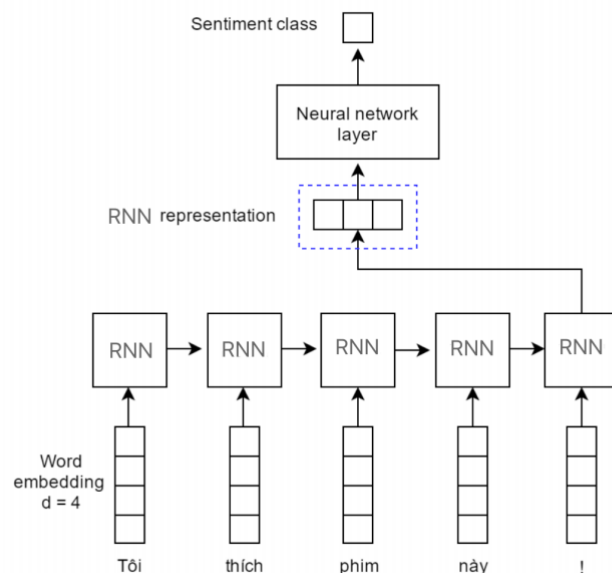 Sentiment class
Neural network
layer
RNN representation
RNN RNN RNN RNN RNN
Word
embedding
d = 4
Tôi thích phim này !